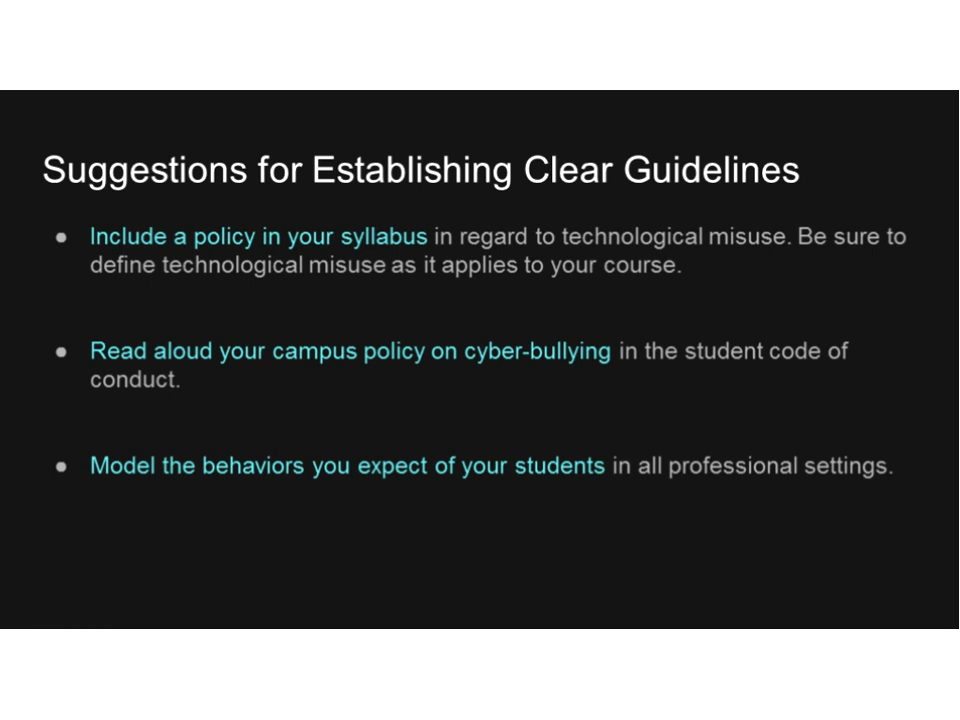 Suggestions for Establishing Clear Guidelines
● Include a policy in your syllabus in regard to technological misuse. Be sure to
define technological misuse as it applies to your course.
● Read aloud your campus policy on cyber-bullying in the student code of
conduct.
● Model the behaviors you expect of your students in all professional settings.